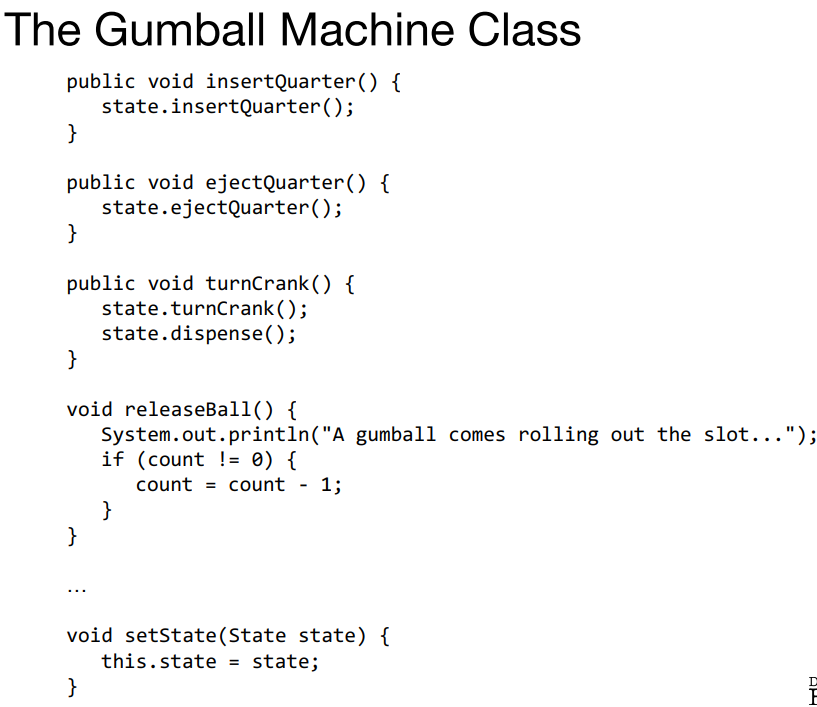 The Gumball Machine Class
public void insertQuarter() {
state.insertQuarter();
}
public void ejectQuarter() {
state.ejectQuarter();
}
public void turnCrank() {
state.turnCrank();
state.dispense();
}
void releaseBall() {
System.out.println("A gumball comes rolling out the slot...");
if (count != 0) {
count = count - 1;
}
}
...
void setState(State state) {
this.state = state;
}